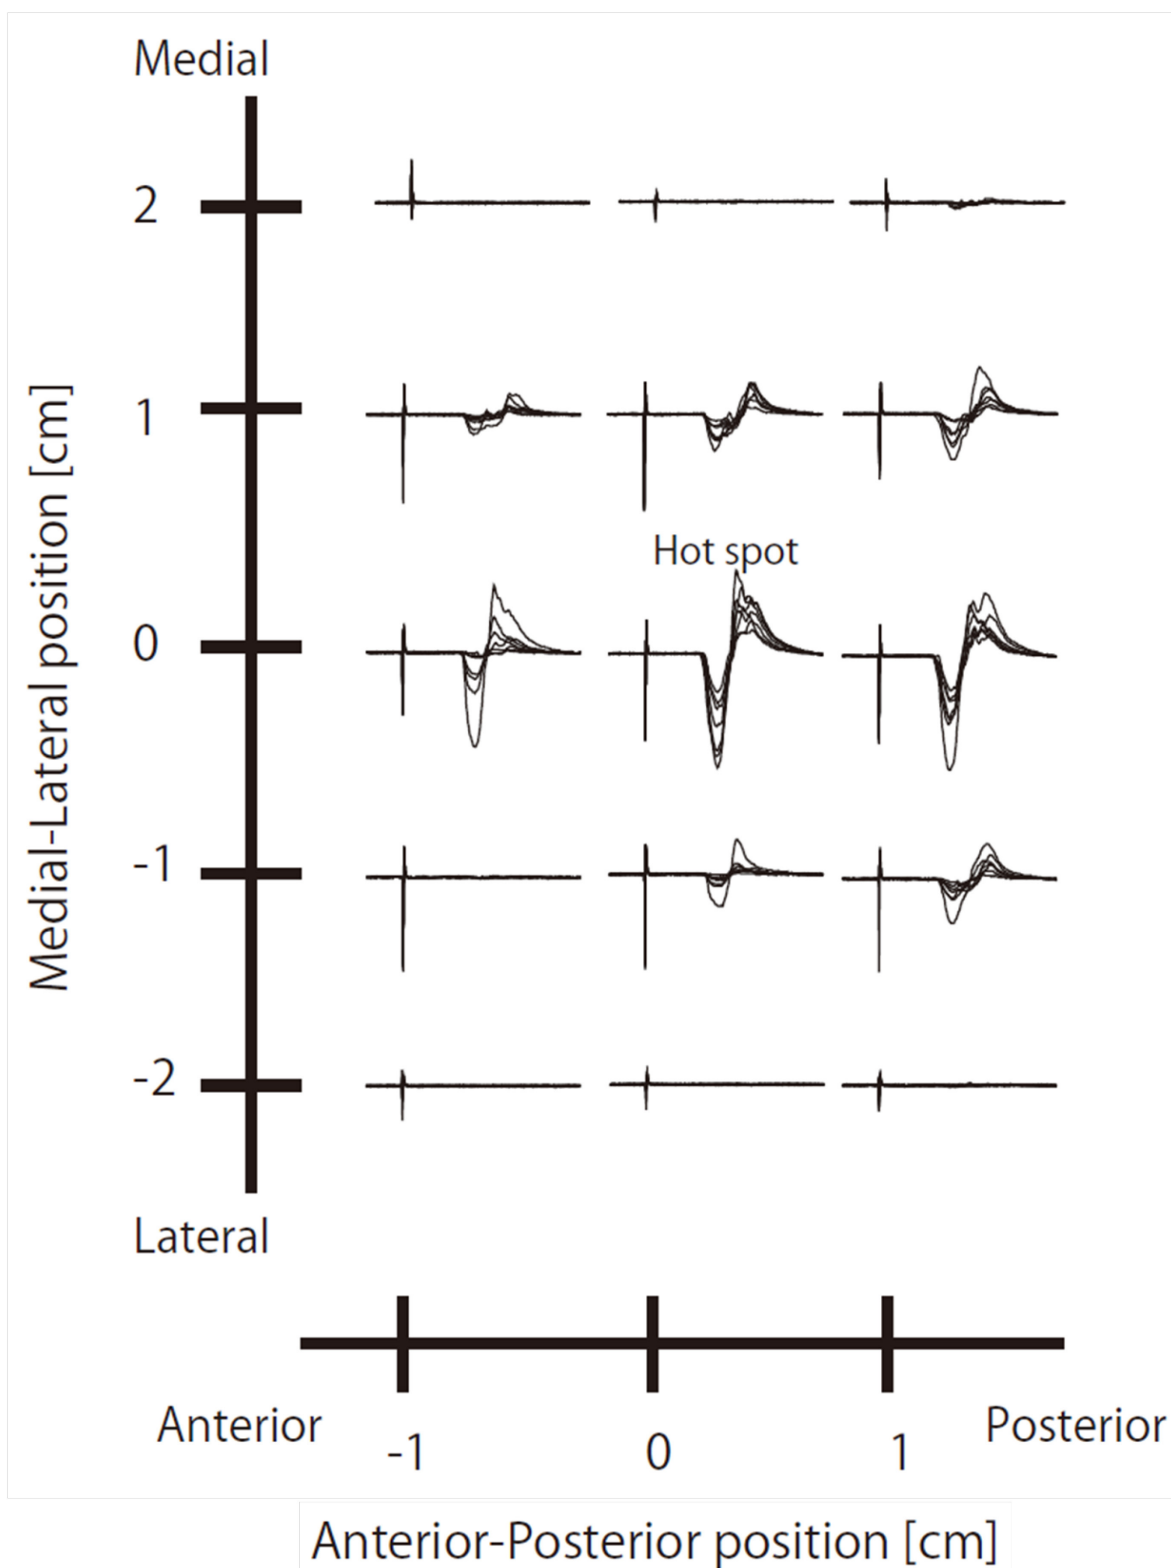 Medial
2
1
Hot spot
0
-1
-2
Lateral
Medial-Lateral position [cm]
Anterior
-1
0
1
Posterior
Anterior-Posterior position [cm]